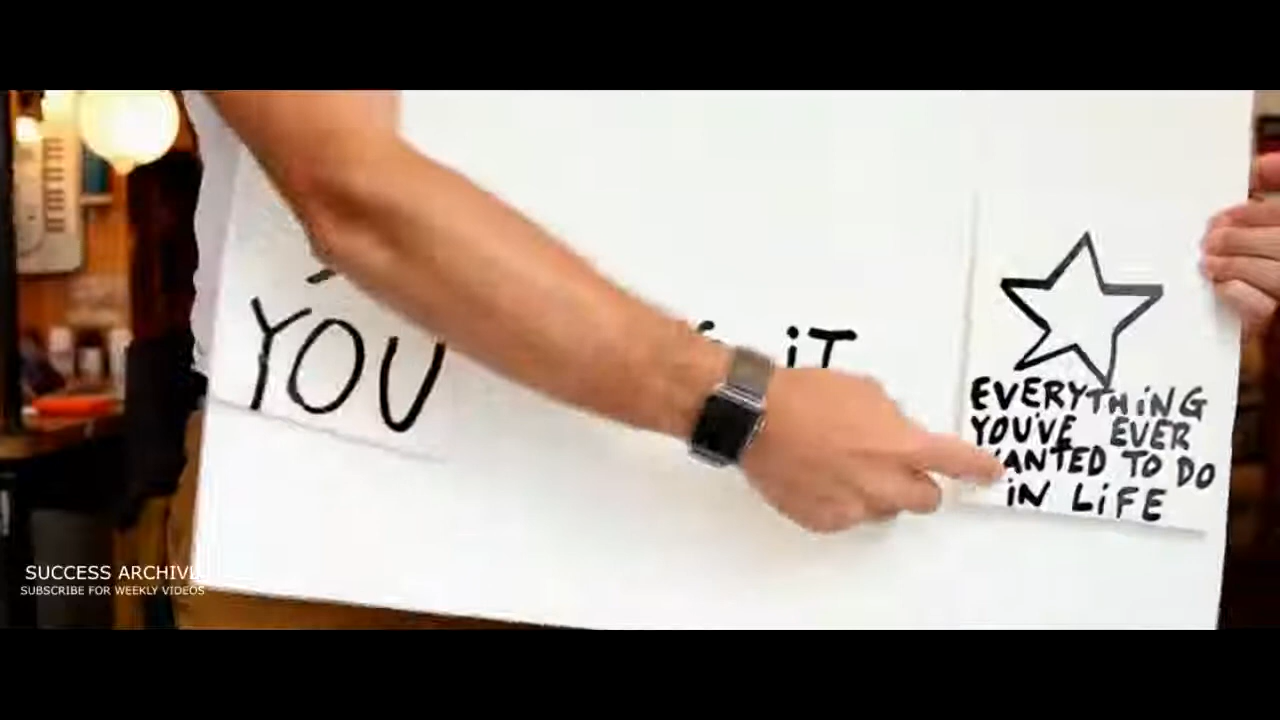 YOU
iT
EVERYTHiNG
YOU'VE EVER
WANTED TO DO
iN LiFE
SUCCESS ARCHIVE
SUBSCRIBE FOR WEEKLY VIDEOS